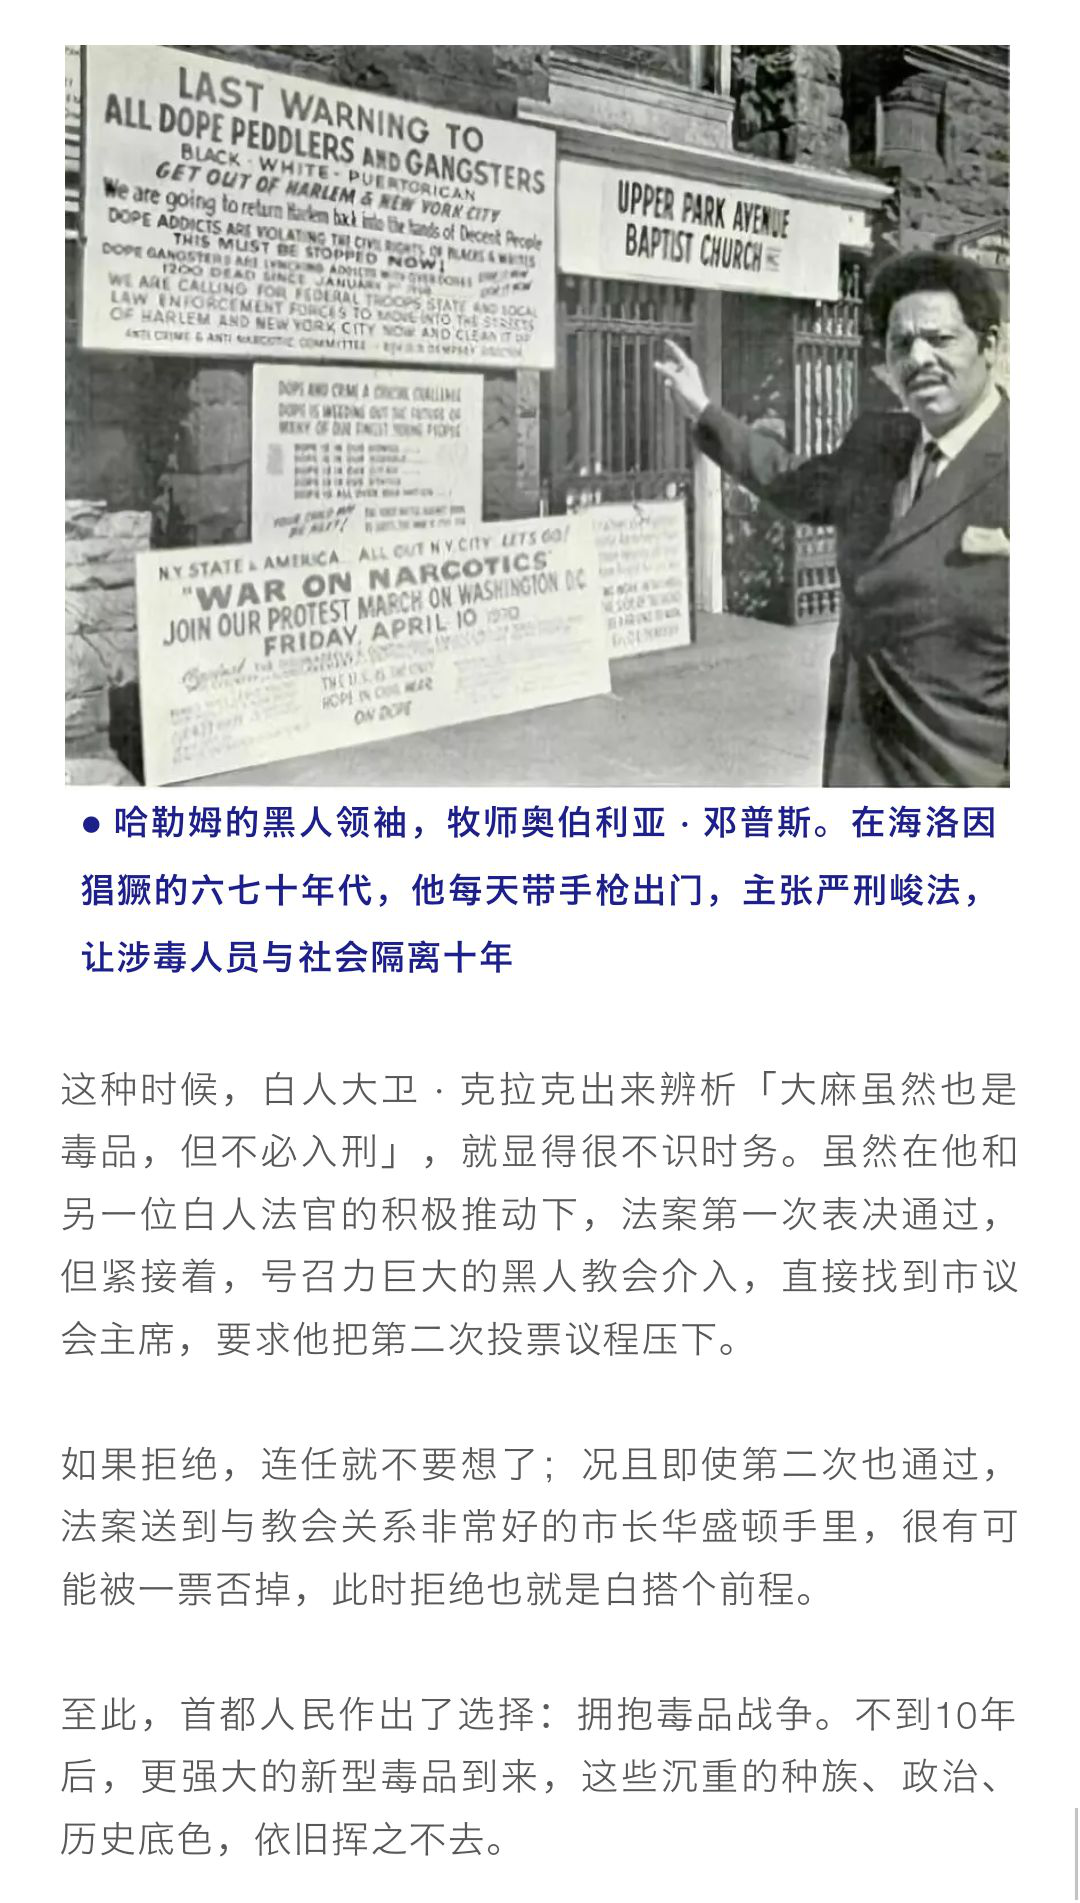 LAST WARNING TO
ALL DOPE PEDDLERS AND GANGSTERS
BLACK - WHITE - PUERTORICAN
GET OUT OF HARLEM & NEW YORK CITY
We are going to return Harlem back into the hands of Decent People
DOPE ADDICTS ARE VIOLATING THE CIVIL RIGHTS OF BLACKS & WHITES
THIS MUST BE STOPPED NOW!
DOPE GANGSTERS ARE LYNCHING ADDICTS WITH OVERDOSES
1200 DEAD SINCE JANUARY
WE ARE CALLING FOR FEDERAL TROOPS STATE AND LOCAL
LAW ENFORCEMENT FORCES TO MOVE INTO THE STREETS
OF HARLEM AND NEW YORK CITY NOW AND CLEAN IT UP
ANTI CRIME & ANTI NARCOTIC COMMITTEE - DEMPSEY DIRECTOR
UPPER PARK AVENUE
BAPTIST CHURCH
DOPE AND CRIME A CHALLENGE
DOPE IS WEEDING OUT THE FUTURE OF
MANY OF OUR FINEST YOUNG PEOPLE
YOUR CHILD MAY
BE NEXT!
N.Y. STATE & AMERICA ALL OUT N.Y. CITY LETS GO!
"WAR ON NARCOTICS"
JOIN OUR PROTEST MARCH ON WASHINGTON D.C.
FRIDAY, APRIL 10 1970
THE U.S. IS THE ONLY
HOPE IN OUR WAR
ON DOPE
● 哈勒姆的黑人领袖，牧师奥伯利亚 · 邓普斯。在海洛因
猖獗的六七十年代，他每天带手枪出门，主张严刑峻法，
让涉毒人员与社会隔离十年
这种时候，白人大卫 · 克拉克出来辨析「大麻虽然也是
毒品，但不必入刑」，就显得很不识时务。虽然在他和
另一位白人法官的积极推动下，法案第一次表决通过，
但紧接着，号召力巨大的黑人教会介入，直接找到市议
会主席，要求他把第二次投票议程压下。
如果拒绝，连任就不要想了；况且即使第二次也通过，
法案送到与教会关系非常好的市长华盛顿手里，很有可
能被一票否掉，此时拒绝也就是白搭个前程。
至此，首都人民作出了选择：拥抱毒品战争。不到10年
后，更强大的新型毒品到来，这些沉重的种族、政治、
历史底色，依旧挥之不去。